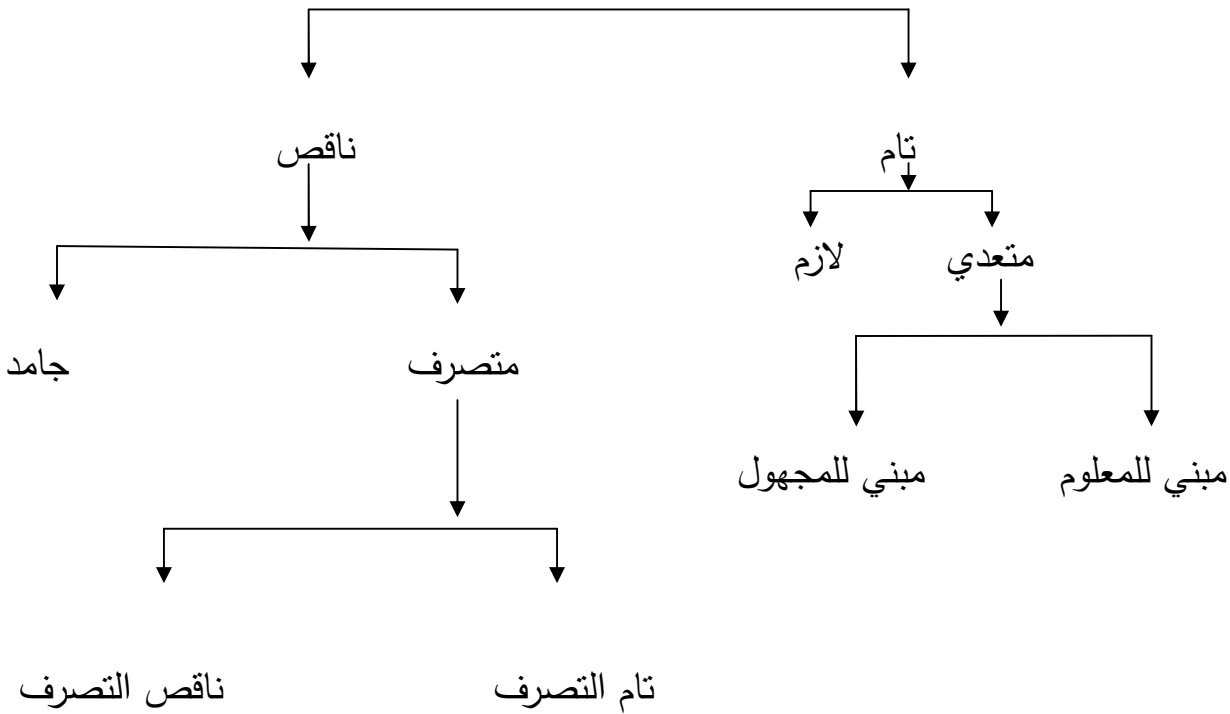 تام
ناقص
متعدي
لازم
متصرف
جامد
مبني للمعلوم
مبني للمجهول
تام التصرف
ناقص التصرف